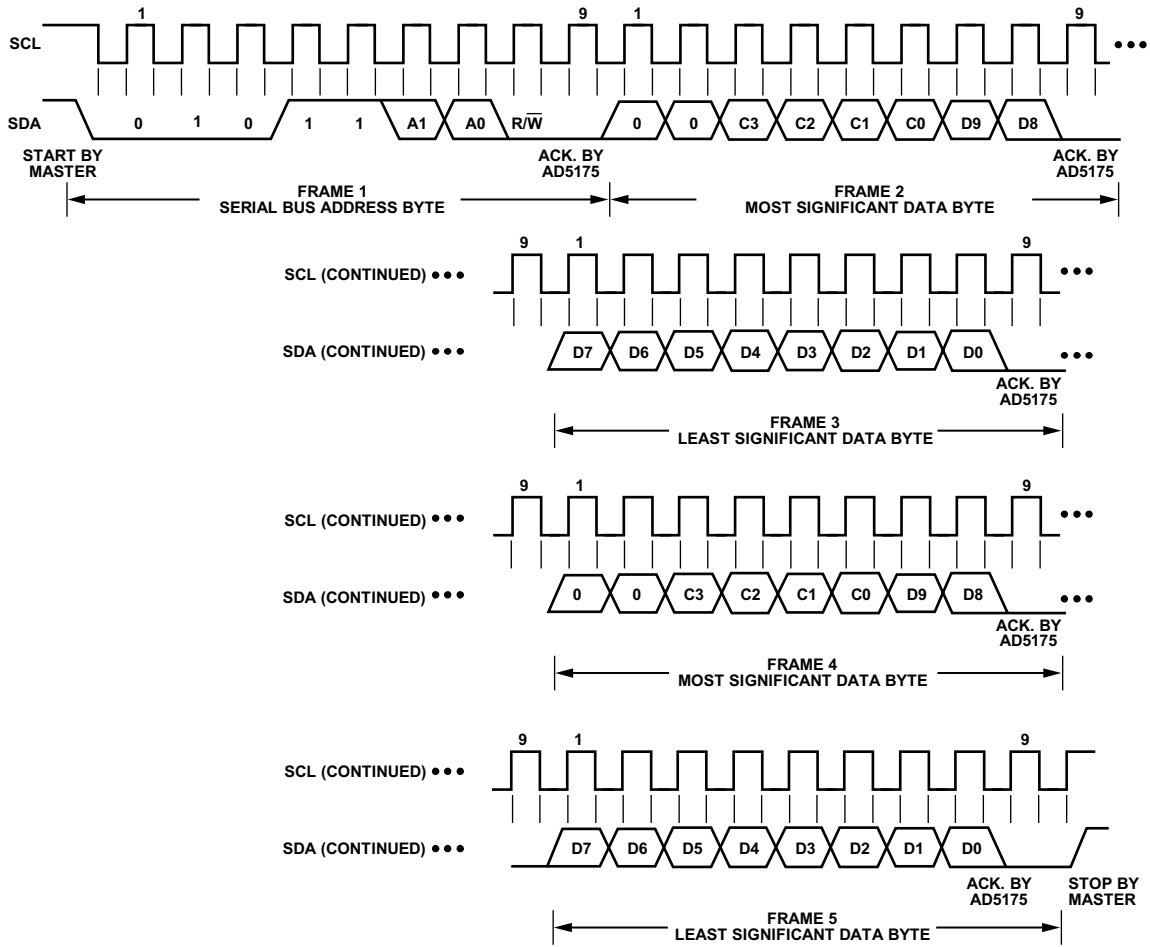 1 9 1 9
SCL
SDA 0 1 0 1 1 A1 A0 R/W̅ 0 0 C3 C2 C1 C0 D9 D8
START BY MASTER ACK. BY AD5175 ACK. BY AD5175
FRAME 1
SERIAL BUS ADDRESS BYTE
FRAME 2
MOST SIGNIFICANT DATA BYTE
9 1 9
SCL (CONTINUED)
SDA (CONTINUED) D7 D6 D5 D4 D3 D2 D1 D0
ACK. BY
AD5175
FRAME 3
LEAST SIGNIFICANT DATA BYTE
9 1 9
SCL (CONTINUED)
SDA (CONTINUED) 0 0 C3 C2 C1 C0 D9 D8
ACK. BY
AD5175
FRAME 4
MOST SIGNIFICANT DATA BYTE
9 1 9
SCL (CONTINUED)
SDA (CONTINUED) D7 D6 D5 D4 D3 D2 D1 D0
ACK. BY
AD5175
STOP BY
MASTER
FRAME 5
LEAST SIGNIFICANT DATA BYTE